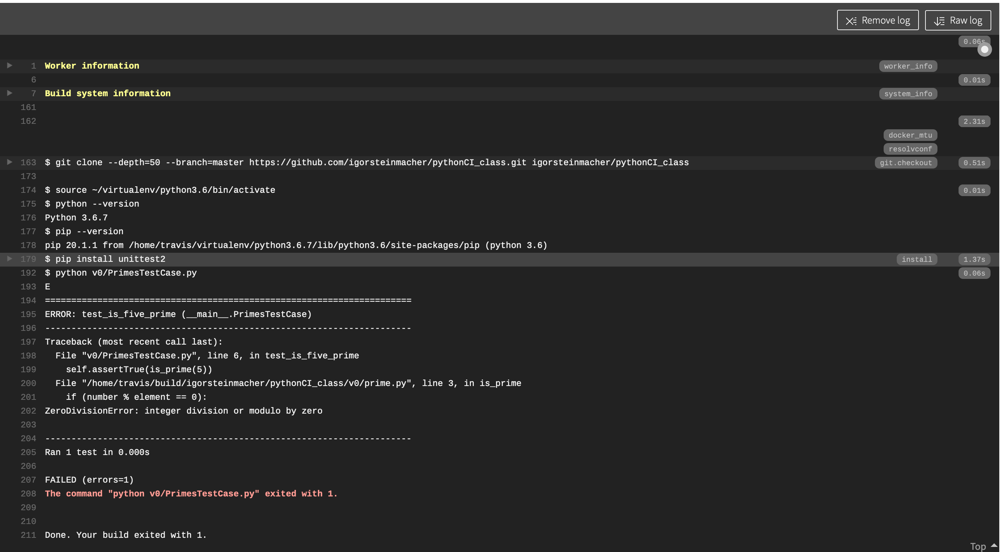 Remove log
Raw log
0.06s
1 Worker information worker_info
6 0.01s
7 Build system information system_info
161
162 2.31s
docker_mtu
resolvconf
163 $ git clone --depth=50 --branch=master https://github.com/igorsteinmacher/pythonCI_class.git igorsteinmacher/pythonCI_class git.checkout 0.51s
173
174 $ source ~/virtualenv/python3.6/bin/activate 0.01s
175 $ python --version
176 Python 3.6.7
177 $ pip --version
178 pip 20.1.1 from /home/travis/virtualenv/python3.6.7/lib/python3.6/site-packages/pip (python 3.6)
179 $ pip install unittest2 install 1.37s
192 $ python v0/PrimesTestCase.py 0.06s
193 E
194 ======================================================================
195 ERROR: test_is_five_prime (__main__.PrimesTestCase)
196 ----------------------------------------------------------------------
197 Traceback (most recent call last):
198   File "v0/PrimesTestCase.py", line 6, in test_is_five_prime
199     self.assertTrue(is_prime(5))
200   File "/home/travis/build/igorsteinmacher/pythonCI_class/v0/prime.py", line 3, in is_prime
201     if (number % element == 0):
202 ZeroDivisionError: integer division or modulo by zero
203
204 ----------------------------------------------------------------------
205 Ran 1 test in 0.000s
206
207 FAILED (errors=1)
208 The command "python v0/PrimesTestCase.py" exited with 1.
209
210
211 Done. Your build exited with 1.
Top